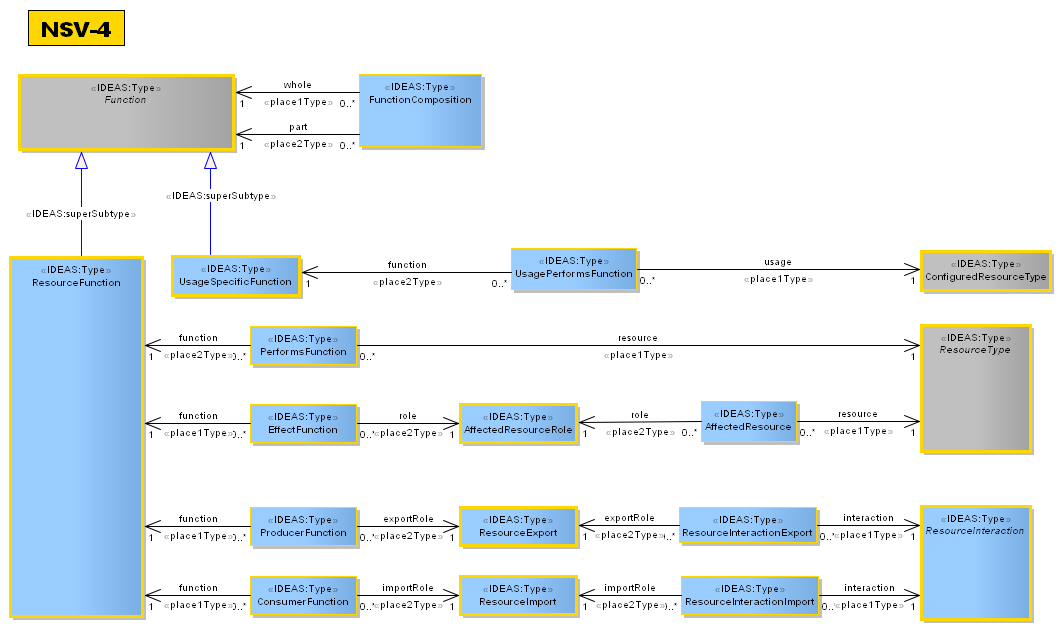 NSV-4
«IDEAS:Type»
Function
whole
1 «place1Type» 0..*
part
1 «place2Type» 0..*
«IDEAS:Type»
FunctionComposition
«IDEAS:superSubtype»
«IDEAS:superSubtype»
«IDEAS:Type»
ResourceFunction
«IDEAS:Type»
UsageSpecificFunction
function
1 «place2Type» 0..*
«IDEAS:Type»
UsagePerformsFunction
usage
0..* «place1Type» 1
«IDEAS:Type»
ConfiguredResourceType
function
1 «place2Type» 0..*
«IDEAS:Type»
PerformsFunction
resource
0..* «place1Type» 1
«IDEAS:Type»
ResourceType
function
1 «place1Type» 0..*
«IDEAS:Type»
EffectFunction
role
0..* «place2Type» 1
«IDEAS:Type»
AffectedResourceRole
role
1 «place2Type» 0..*
«IDEAS:Type»
AffectedResource
resource
0..* «place1Type» 1
function
1 «place1Type» 0..*
«IDEAS:Type»
ProducerFunction
exportRole
0..* «place2Type» 1
«IDEAS:Type»
ResourceExport
exportRole
1 «place2Type» 0..*
«IDEAS:Type»
ResourceInteractionExport
interaction
0..* «place1Type» 1
«IDEAS:Type»
ResourceInteraction
function
1 «place1Type» 0..*
«IDEAS:Type»
ConsumerFunction
importRole
0..* «place2Type» 1
«IDEAS:Type»
ResourceImport
importRole
1 «place2Type» 0..*
«IDEAS:Type»
ResourceInteractionImport
interaction
0..* «place1Type» 1